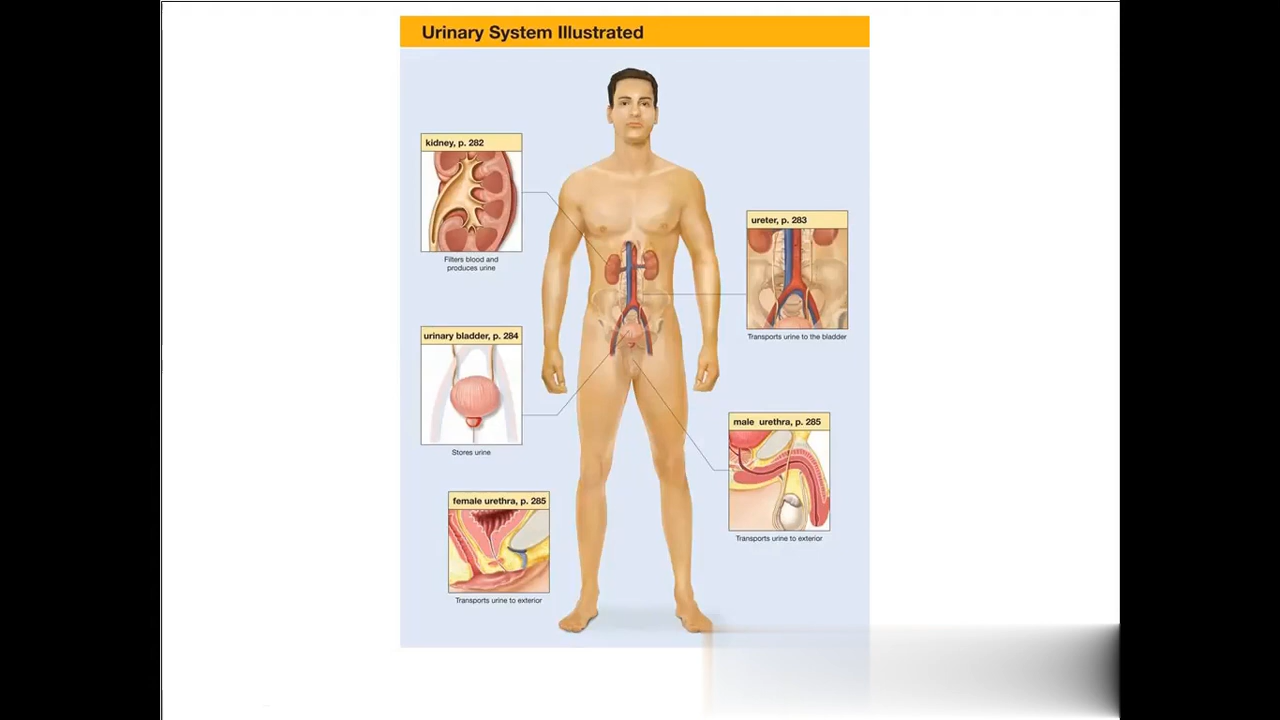 Urinary System Illustrated
kidney, p. 282
Filters blood and
produces urine
ureter, p. 283
Transports urine to the bladder
urinary bladder, p. 284
Stores urine
male urethra, p. 285
Transports urine to exterior
female urethra, p. 285
Transports urine to exterior